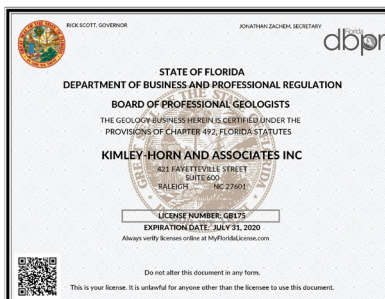 RICK SCOTT, GOVERNOR
JONATHAN ZACHEM, SECRETARY
Florida
dbpr
STATE OF FLORIDA
DEPARTMENT OF BUSINESS AND PROFESSIONAL REGULATION
BOARD OF PROFESSIONAL GEOLOGISTS
THE GEOLOGY BUSINESS HEREIN IS CERTIFIED UNDER THE
PROVISIONS OF CHAPTER 492, FLORIDA STATUTES
KIMLEY-HORN AND ASSOCIATES INC
421 FAYETTEVILLE STREET
SUITE 600
RALEIGH NC 27601
LICENSE NUMBER: GB175
EXPIRATION DATE: JULY 31, 2020
Always verify licenses online at MyFloridaLicense.com
Do not alter this document in any form.
This is your license. It is unlawful for anyone other than the licensee to use this document.